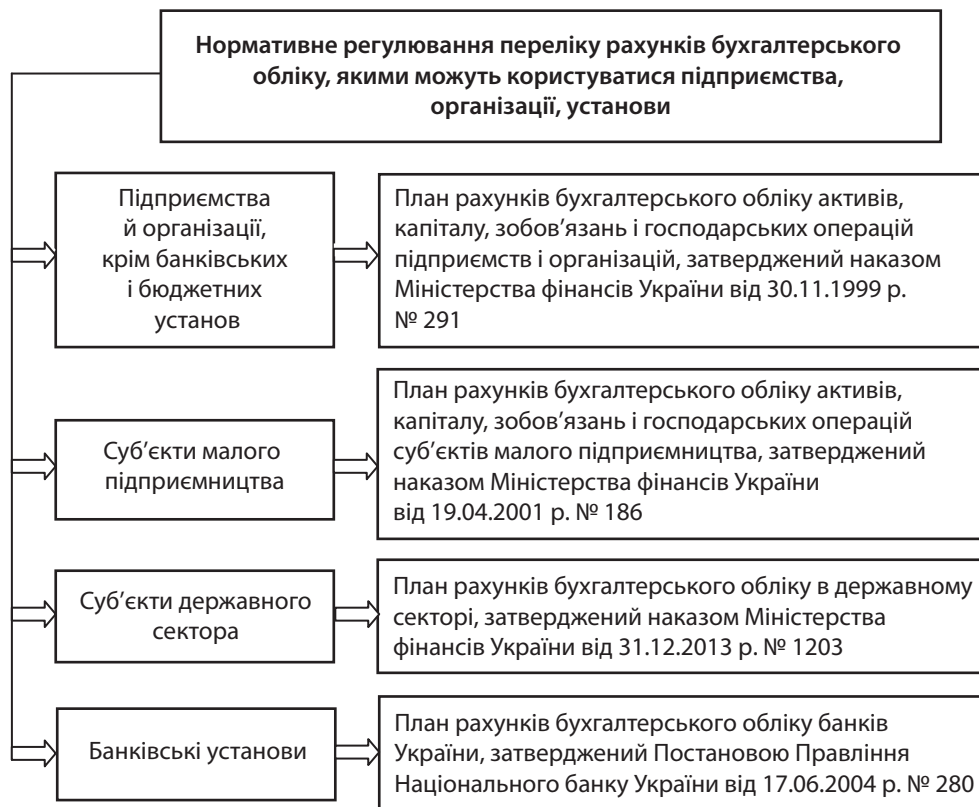 Нормативне регулювання переліку рахунків бухгалтерського
обліку, якими можуть користуватися підприємства,
організації, установи
Підприємства
й організації,
крім банківських
і бюджетних
установ
План рахунків бухгалтерського обліку активів,
капіталу, зобов’язань і господарських операцій
підприємств і організацій, затверджений наказом
Міністерства фінансів України від 30.11.1999 р.
№ 291
Суб’єкти малого
підприємництва
План рахунків бухгалтерського обліку активів,
капіталу, зобов’язань і господарських операцій
суб’єктів малого підприємництва, затверджений
наказом Міністерства фінансів України
від 19.04.2001 р. № 186
Суб’єкти державного
сектора
План рахунків бухгалтерського обліку в державному
секторі, затверджений наказом Міністерства
фінансів України від 31.12.2013 р. № 1203
Банківські установи
План рахунків бухгалтерського обліку банків
України, затверджений Постановою Правління
Національного банку України від 17.06.2004 р. № 280